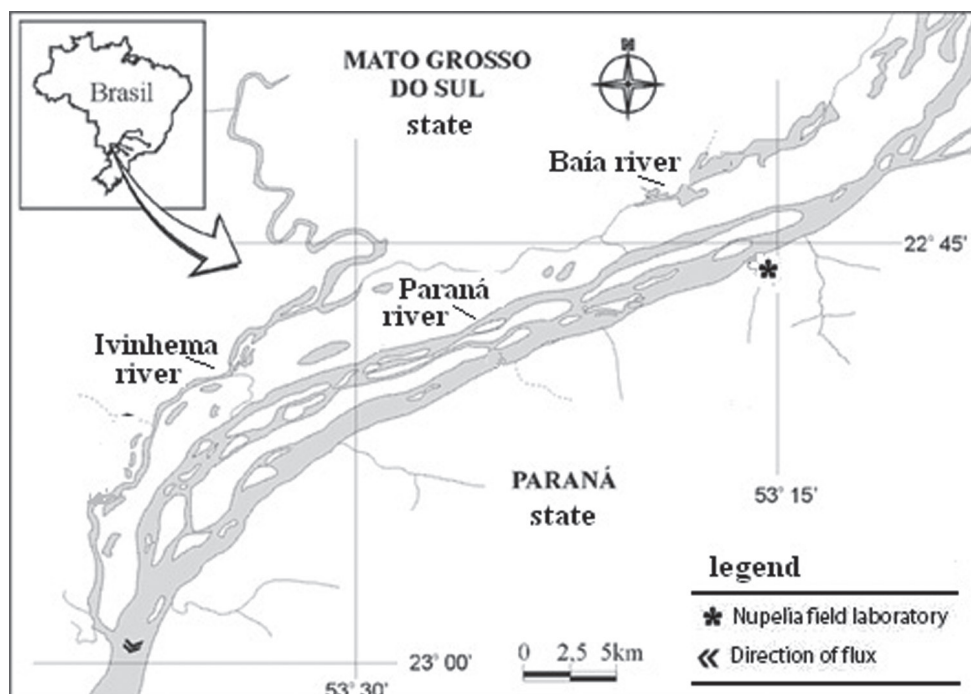 Brasil
MATO GROSSO
DO SUL
state
N
Baía river
22° 45'
Paraná
river
Ivinhema
river
PARANÁ
state
53° 15'
legend
Nupelia field laboratory
Direction of flux
0 2,5 5km
23° 00'
53° 30'